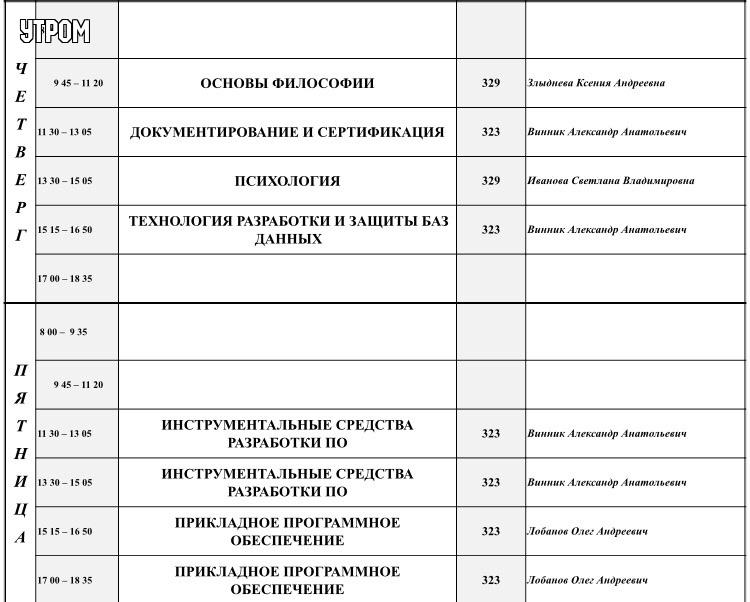 УТРОМ
ЧЕТВЕРГ
9 45 – 11 20 ОСНОВЫ ФИЛОСОФИИ 329 Злыднева Ксения Андреевна
11 30 – 13 05 ДОКУМЕНТИРОВАНИЕ И СЕРТИФИКАЦИЯ 323 Винник Александр Анатольевич
13 30 – 15 05 ПСИХОЛОГИЯ 329 Иванова Светлана Владимировна
15 15 – 16 50 ТЕХНОЛОГИЯ РАЗРАБОТКИ И ЗАЩИТЫ БАЗ
ДАННЫХ 323 Винник Александр Анатольевич
17 00 – 18 35
ПЯТНИЦА
8 00 – 9 35
9 45 – 11 20
11 30 – 13 05 ИНСТРУМЕНТАЛЬНЫЕ СРЕДСТВА
РАЗРАБОТКИ ПО 323 Винник Александр Анатольевич
13 30 – 15 05 ИНСТРУМЕНТАЛЬНЫЕ СРЕДСТВА
РАЗРАБОТКИ ПО 323 Винник Александр Анатольевич
15 15 – 16 50 ПРИКЛАДНОЕ ПРОГРАММНОЕ
ОБЕСПЕЧЕНИЕ 323 Лобанов Олег Андреевич
17 00 – 18 35 ПРИКЛАДНОЕ ПРОГРАММНОЕ
ОБЕСПЕЧЕНИЕ 323 Лобанов Олег Андреевич